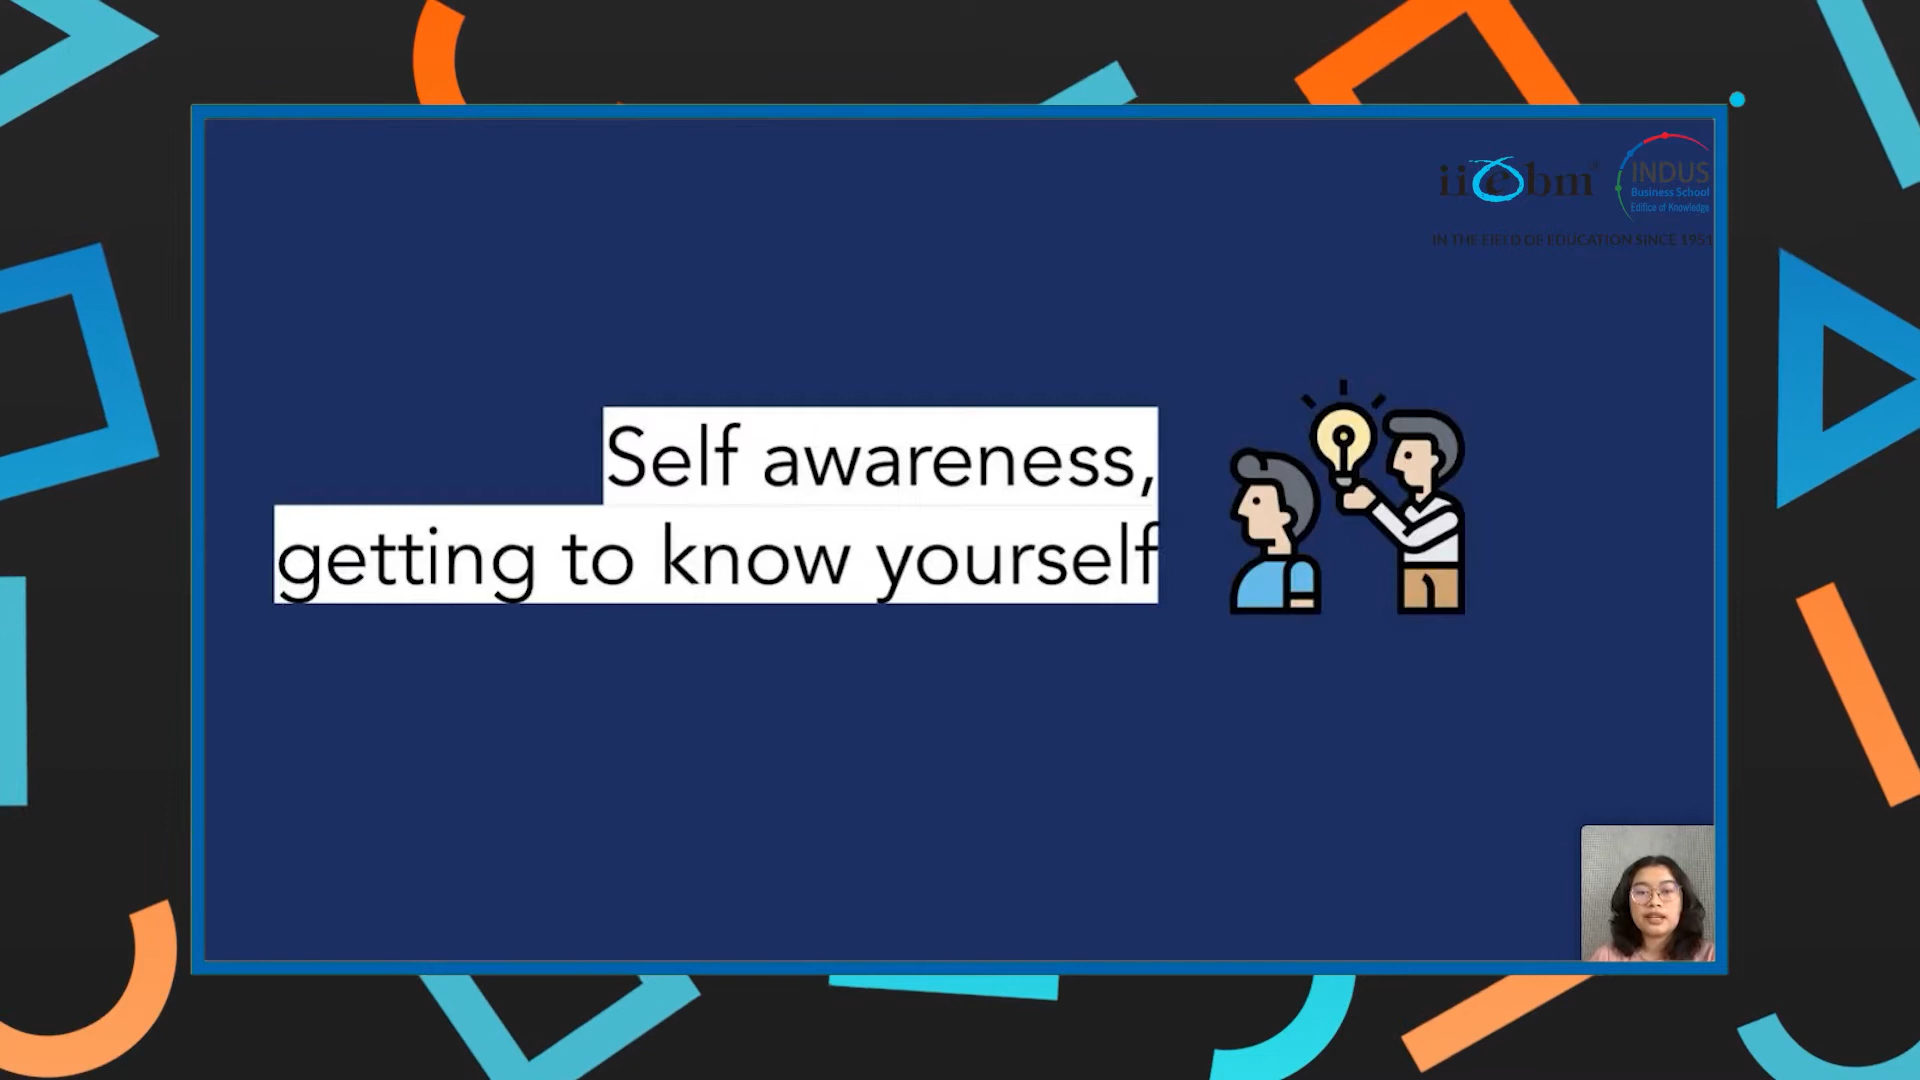 iiebm
INDUS
Business School
Edifice of Knowledge
IN THE FIELD OF EDUCATION SINCE 1951
Self awareness,
getting to know yourself